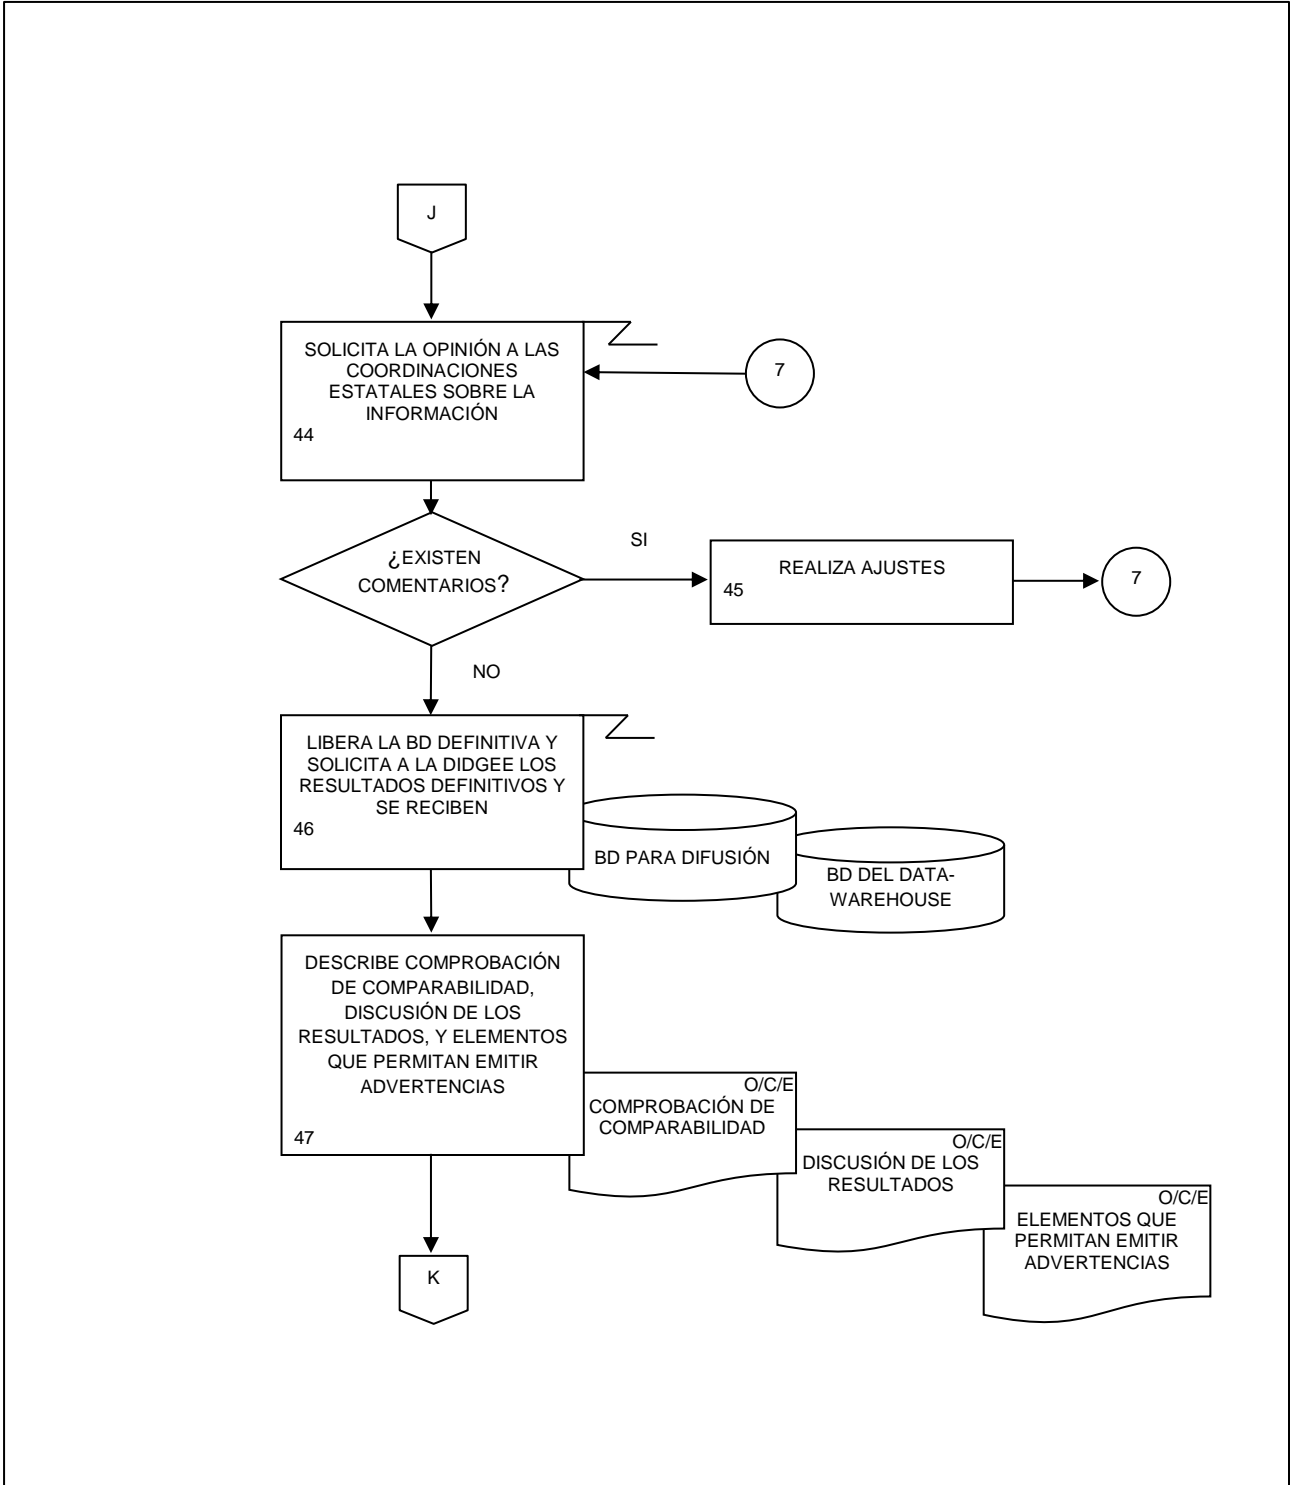 J
SOLICITA LA OPINIÓN A LAS
COORDINACIONES
ESTATALES SOBRE LA
INFORMACIÓN
44
7
¿EXISTEN
COMENTARIOS?
SI
REALIZA AJUSTES
45
7
NO
LIBERA LA BD DEFINITIVA Y
SOLICITA A LA DIDGEE LOS
RESULTADOS DEFINITIVOS Y
SE RECIBEN
46
BD PARA DIFUSIÓN
BD DEL DATA-
WAREHOUSE
DESCRIBE COMPROBACIÓN
DE COMPARABILIDAD,
DISCUSIÓN DE LOS
RESULTADOS, Y ELEMENTOS
QUE PERMITAN EMITIR
ADVERTENCIAS
47
O/C/E
COMPROBACIÓN DE
COMPARABILIDAD
O/C/E
DISCUSIÓN DE LOS
RESULTADOS
O/C/E
ELEMENTOS QUE
PERMITAN EMITIR
ADVERTENCIAS
K